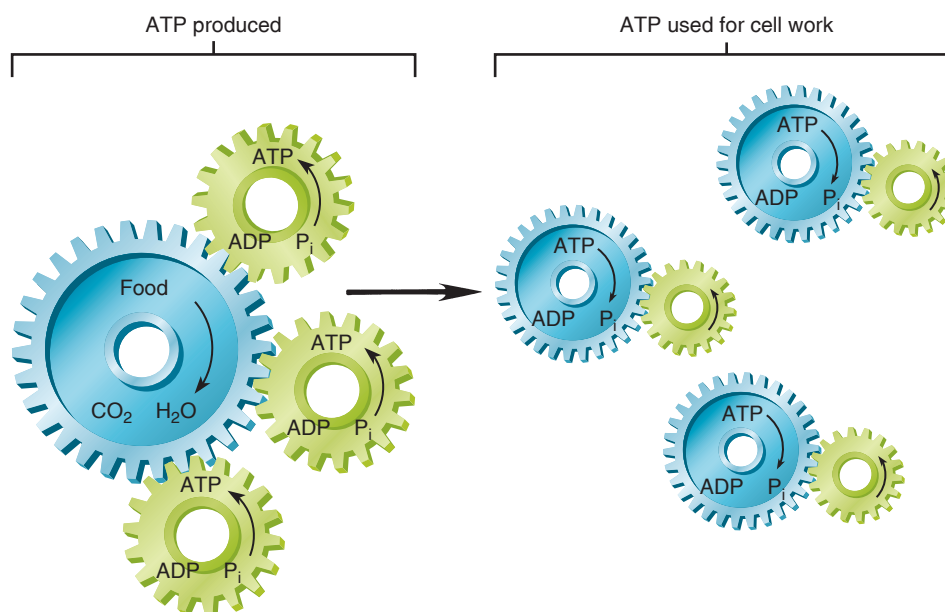 ATP produced
ATP used for cell work
ATP
ADP Pi
Food
CO₂ H₂O
ATP
ADP Pi
ATP
ADP Pi
ATP
ADP Pi
ATP
ADP Pi
ATP
ADP Pi